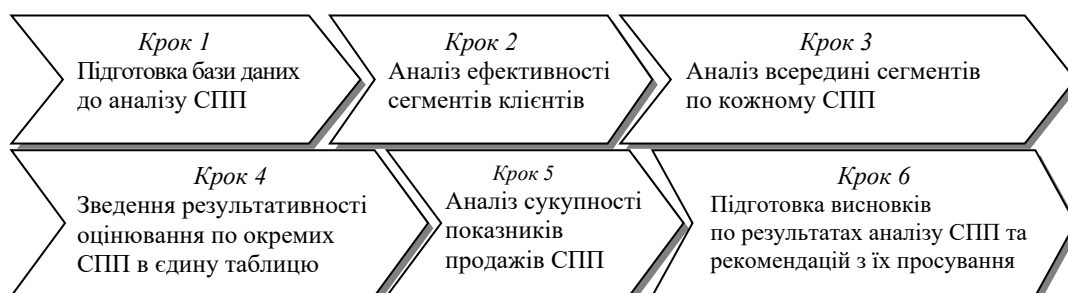 Крок 1
Підготовка бази даних
до аналізу СПП
Крок 2
Аналіз ефективності
сегментів клієнтів
Крок 3
Аналіз всередині сегментів
по кожному СПП
Крок 4
Зведення результативності
оцінювання по окремих
СПП в єдину таблицю
Крок 5
Аналіз сукупності
показників
продажів СПП
Крок 6
Підготовка висновків
по результатах аналізу СПП та
рекомендацій з їх просування